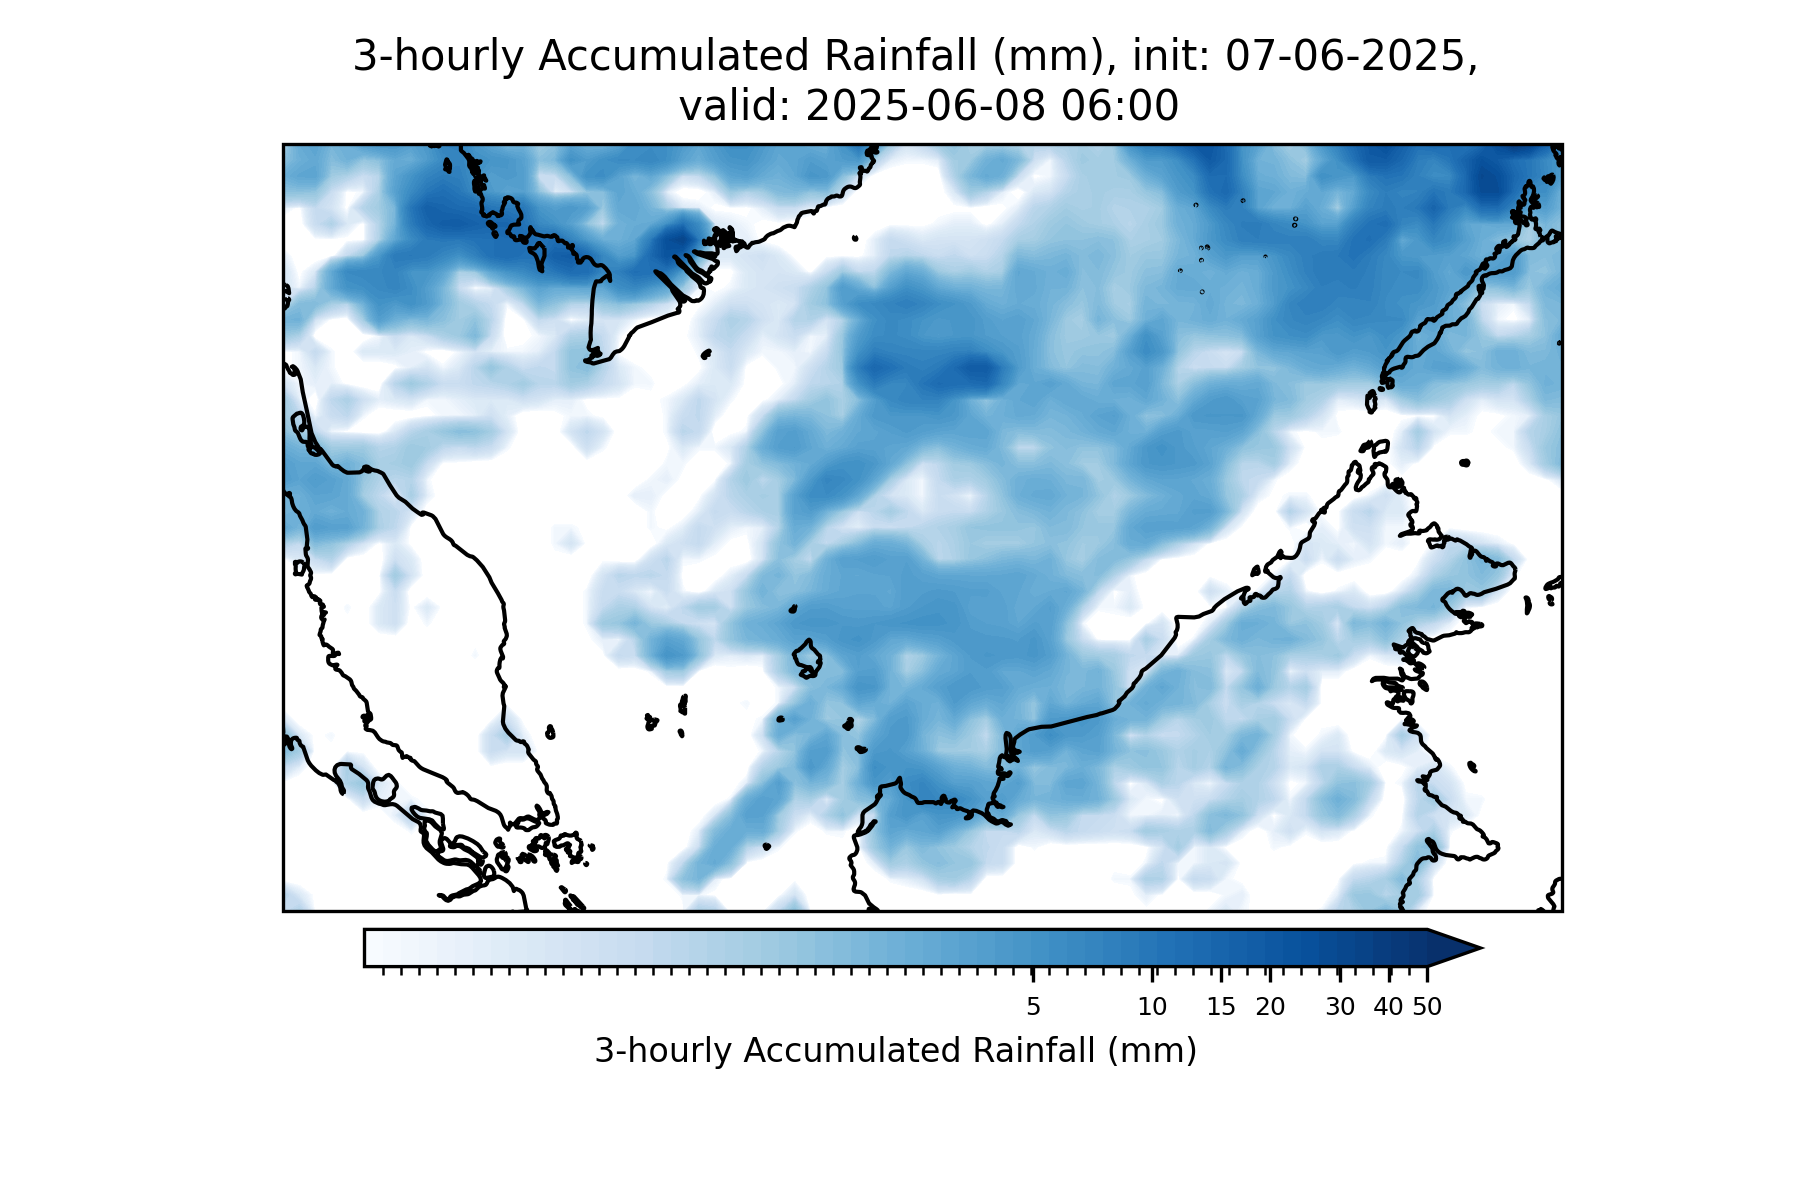 3-hourly Accumulated Rainfall (mm), init: 07-06-2025,
valid: 2025-06-08 06:00
5 10 15 20 30 40 50
3-hourly Accumulated Rainfall (mm)